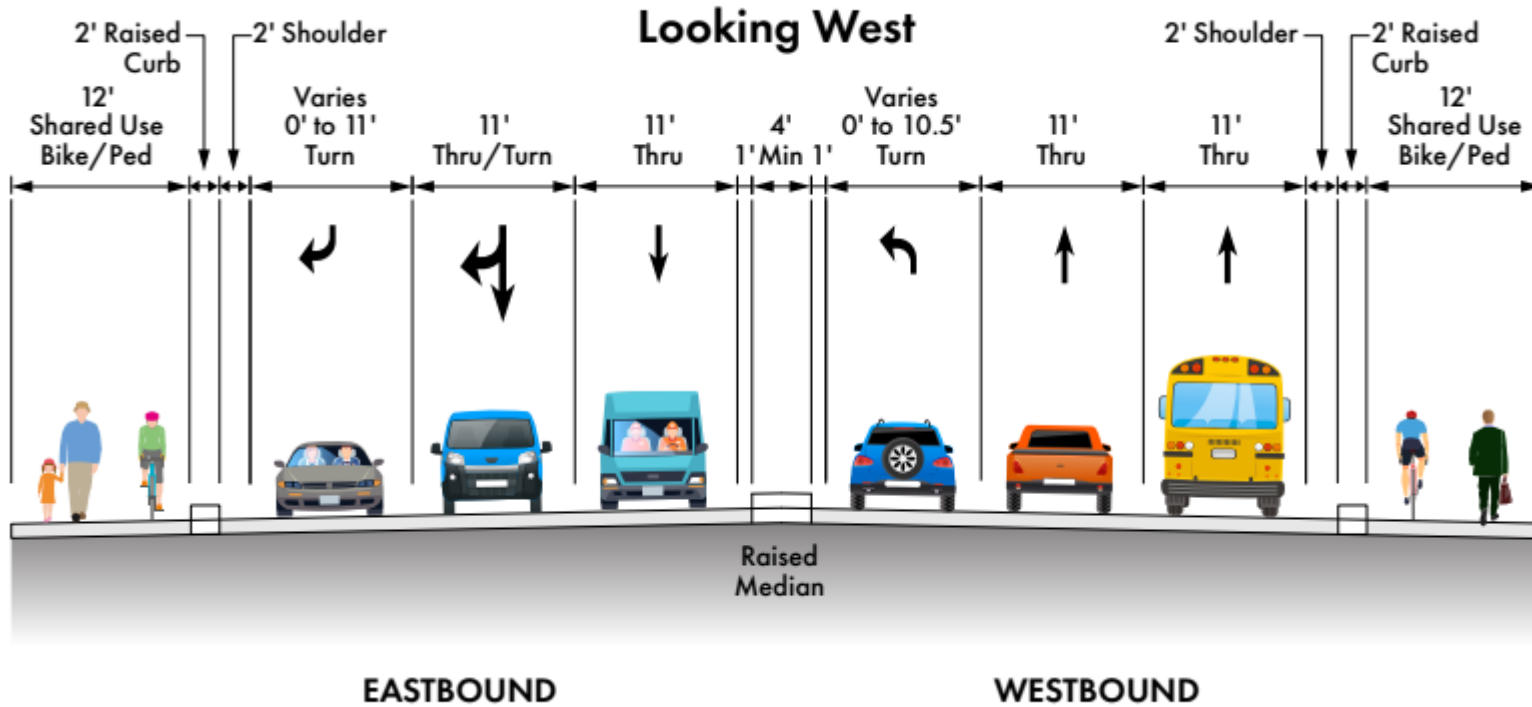 Looking West
2' Raised
Curb
2' Shoulder
2' Shoulder
2' Raised
Curb
12'
Shared Use
Bike/Ped
Varies
0' to 11'
Turn
11'
Thru/Turn
11'
Thru
4'
1' Min 1'
Varies
0' to 10.5'
Turn
11'
Thru
11'
Thru
12'
Shared Use
Bike/Ped
Raised
Median
EASTBOUND
WESTBOUND